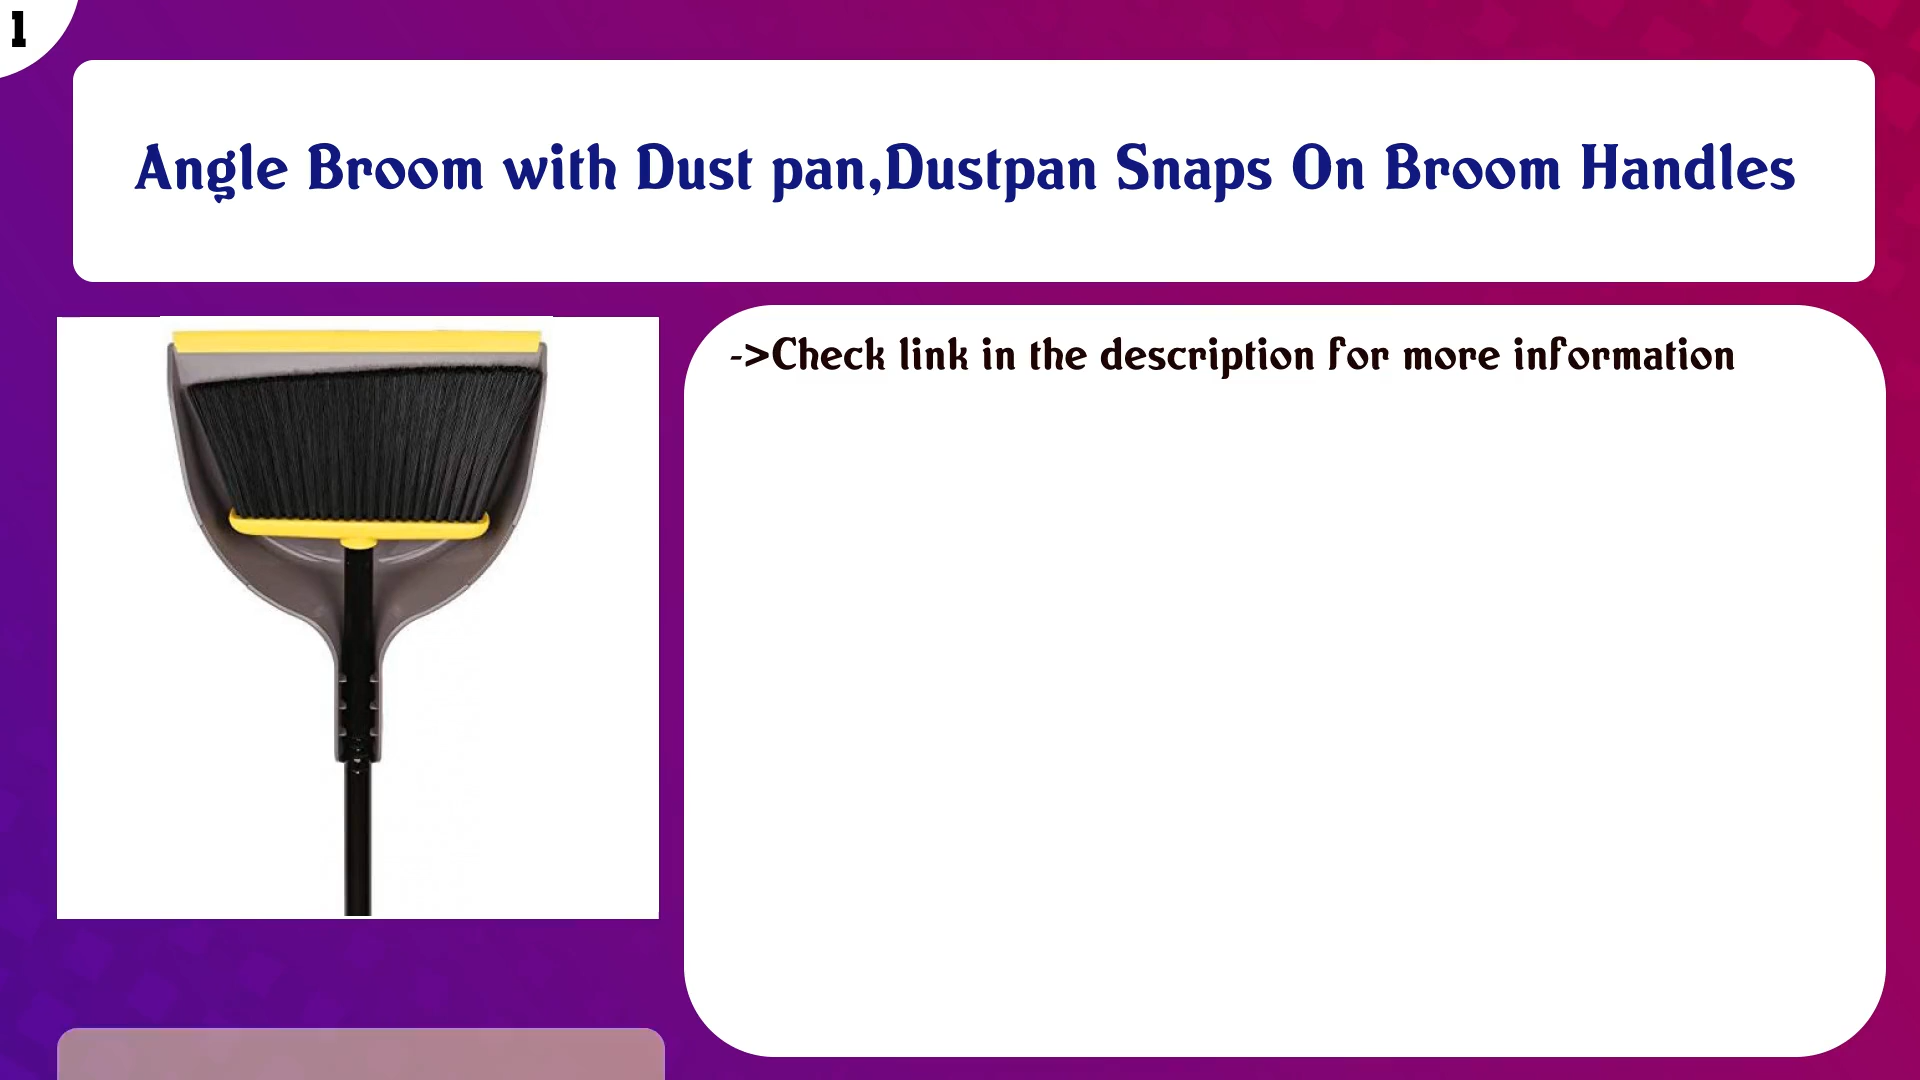 1
Angle Broom with Dust pan,Dustpan Snaps On Broom Handles
->Check link in the description for more information